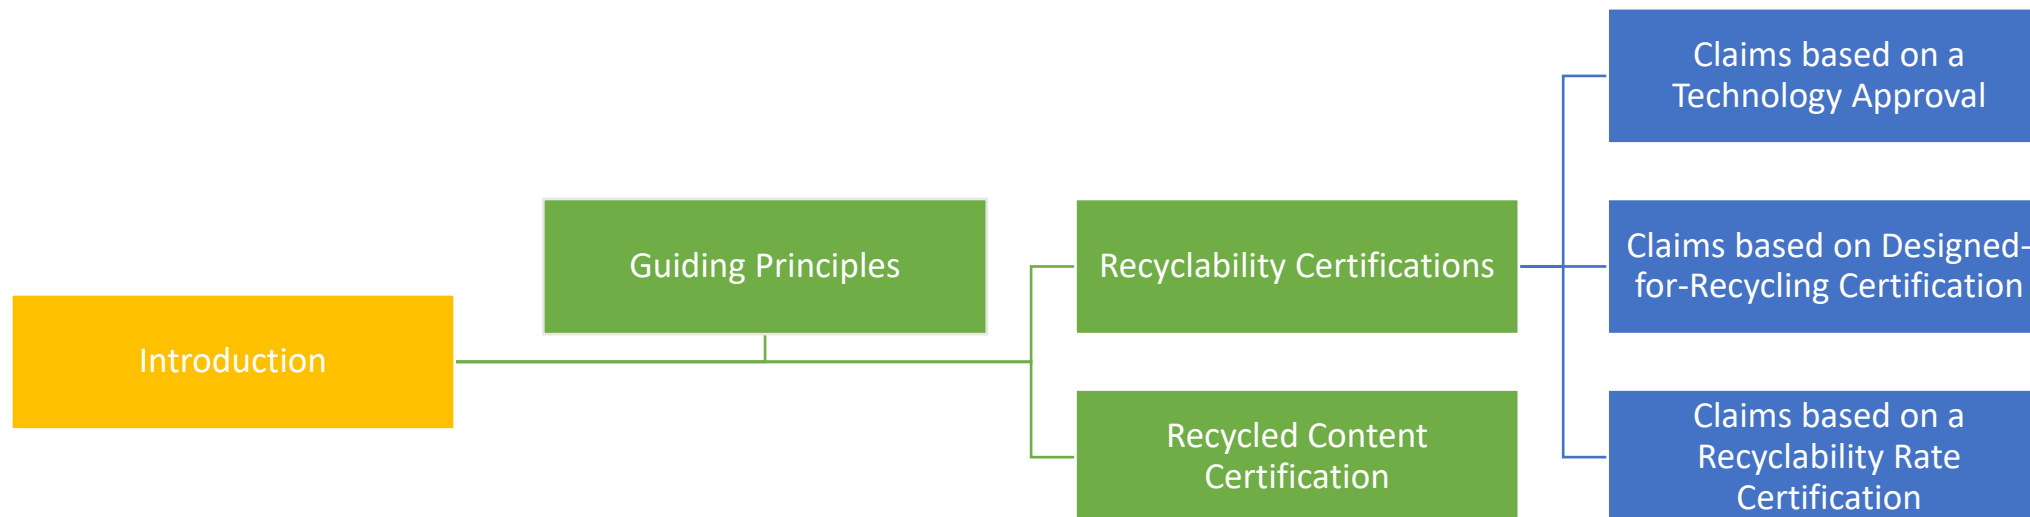 Introduction
Guiding Principles
Recyclability Certifications
Recycled Content
Certification
Claims based on a
Technology Approval
Claims based on Designed-
for-Recycling Certification
Claims based on a
Recyclability Rate
Certification